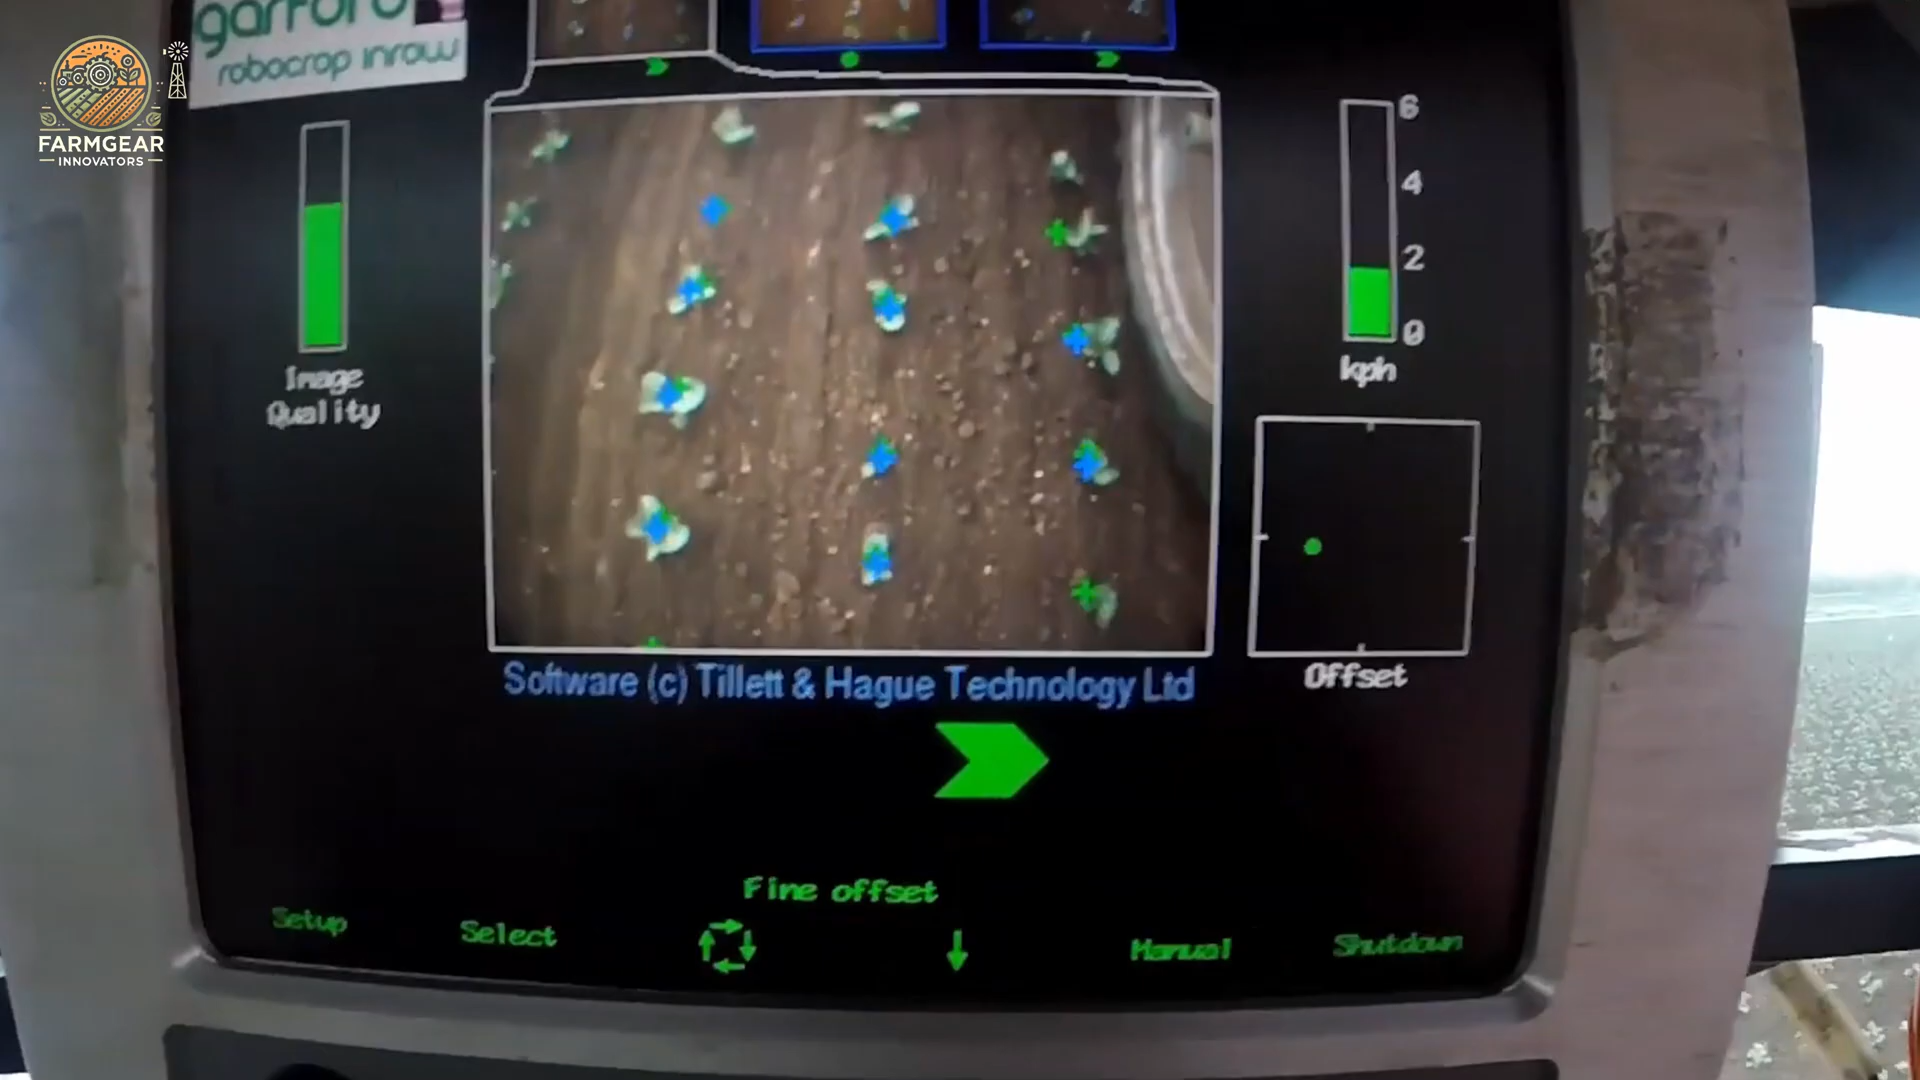 garford
robocrop inrow
FARMGEAR
INNOVATORS
Image
Quality
6
4
2
0
kph
Offset
Software (c) Tillett & Hague Technology Ltd
Fine offset
Setup
Select
Manual
Shutdown